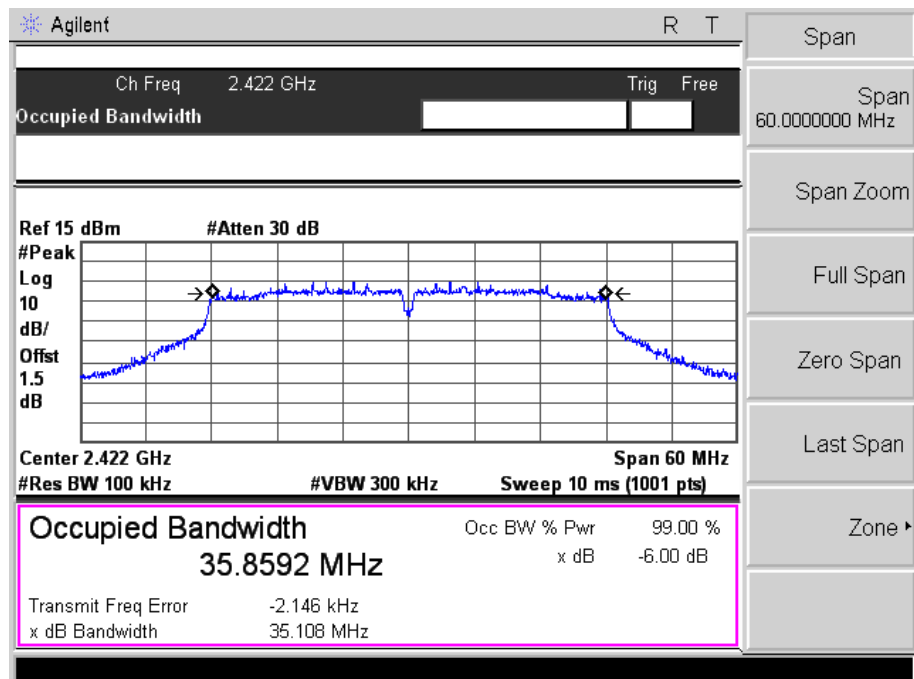 Agilent R T
Ch Freq 2.422 GHz Trig Free
Occupied Bandwidth
Ref 15 dBm #Atten 30 dB
#Peak
Log
10
dB/
Offst
1.5
dB
Center 2.422 GHz Span 60 MHz
#Res BW 100 kHz #VBW 300 kHz Sweep 10 ms (1001 pts)
Occupied Bandwidth Occ BW % Pwr 99.00 %
35.8592 MHz x dB -6.00 dB
Transmit Freq Error -2.146 kHz
x dB Bandwidth 35.108 MHz
Span
Span
60.0000000 MHz
Span Zoom
Full Span
Zero Span
Last Span
Zone